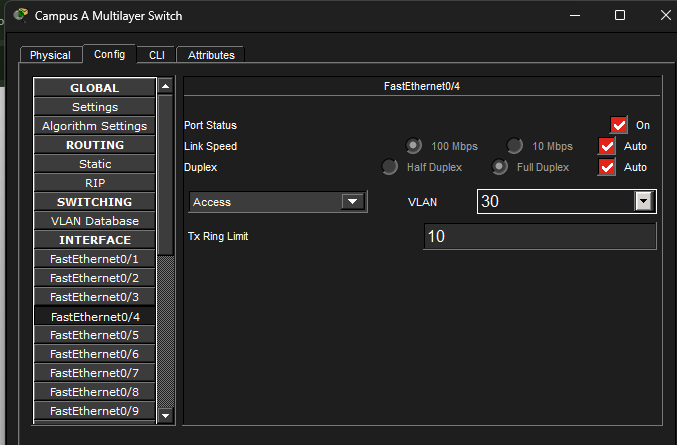 Campus A Multilayer Switch
Physical Config CLI Attributes
GLOBAL
Settings
Algorithm Settings
ROUTING
Static
RIP
SWITCHING
VLAN Database
INTERFACE
FastEthernet0/1
FastEthernet0/2
FastEthernet0/3
FastEthernet0/4
FastEthernet0/5
FastEthernet0/6
FastEthernet0/7
FastEthernet0/8
FastEthernet0/9
FastEthernet0/4
Port Status On
Link Speed 100 Mbps 10 Mbps Auto
Duplex Half Duplex Full Duplex Auto
Access VLAN 30
Tx Ring Limit 10